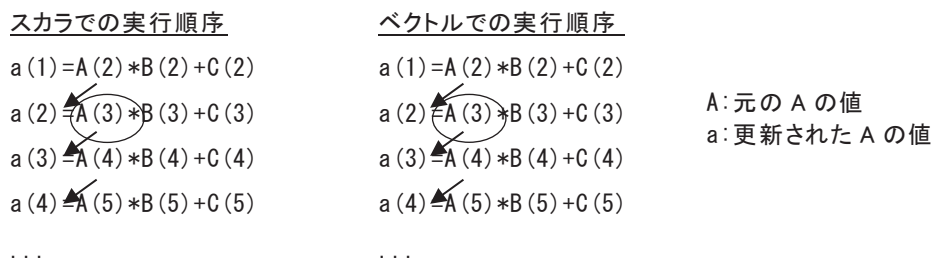 スカラでの実行順序
a(1)=A(2)*B(2)+C(2)
a(2)=A(3)*B(3)+C(3)
a(3)=A(4)*B(4)+C(4)
a(4)=A(5)*B(5)+C(5)
...
ベクトルでの実行順序
a(1)=A(2)*B(2)+C(2)
a(2)=A(3)*B(3)+C(3)
a(3)=A(4)*B(4)+C(4)
a(4)=A(5)*B(5)+C(5)
...
A:元の A の値
a:更新された A の値